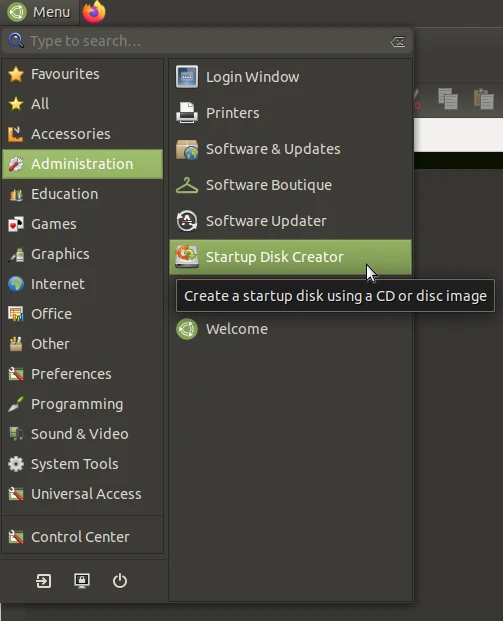 Menu
Type to search...
Favourites
All
Accessories
Administration
Education
Games
Graphics
Internet
Office
Other
Preferences
Programming
Sound & Video
System Tools
Universal Access
Control Center
Login Window
Printers
Software & Updates
Software Boutique
Software Updater
Startup Disk Creator
Create a startup disk using a CD or disc image
Welcome